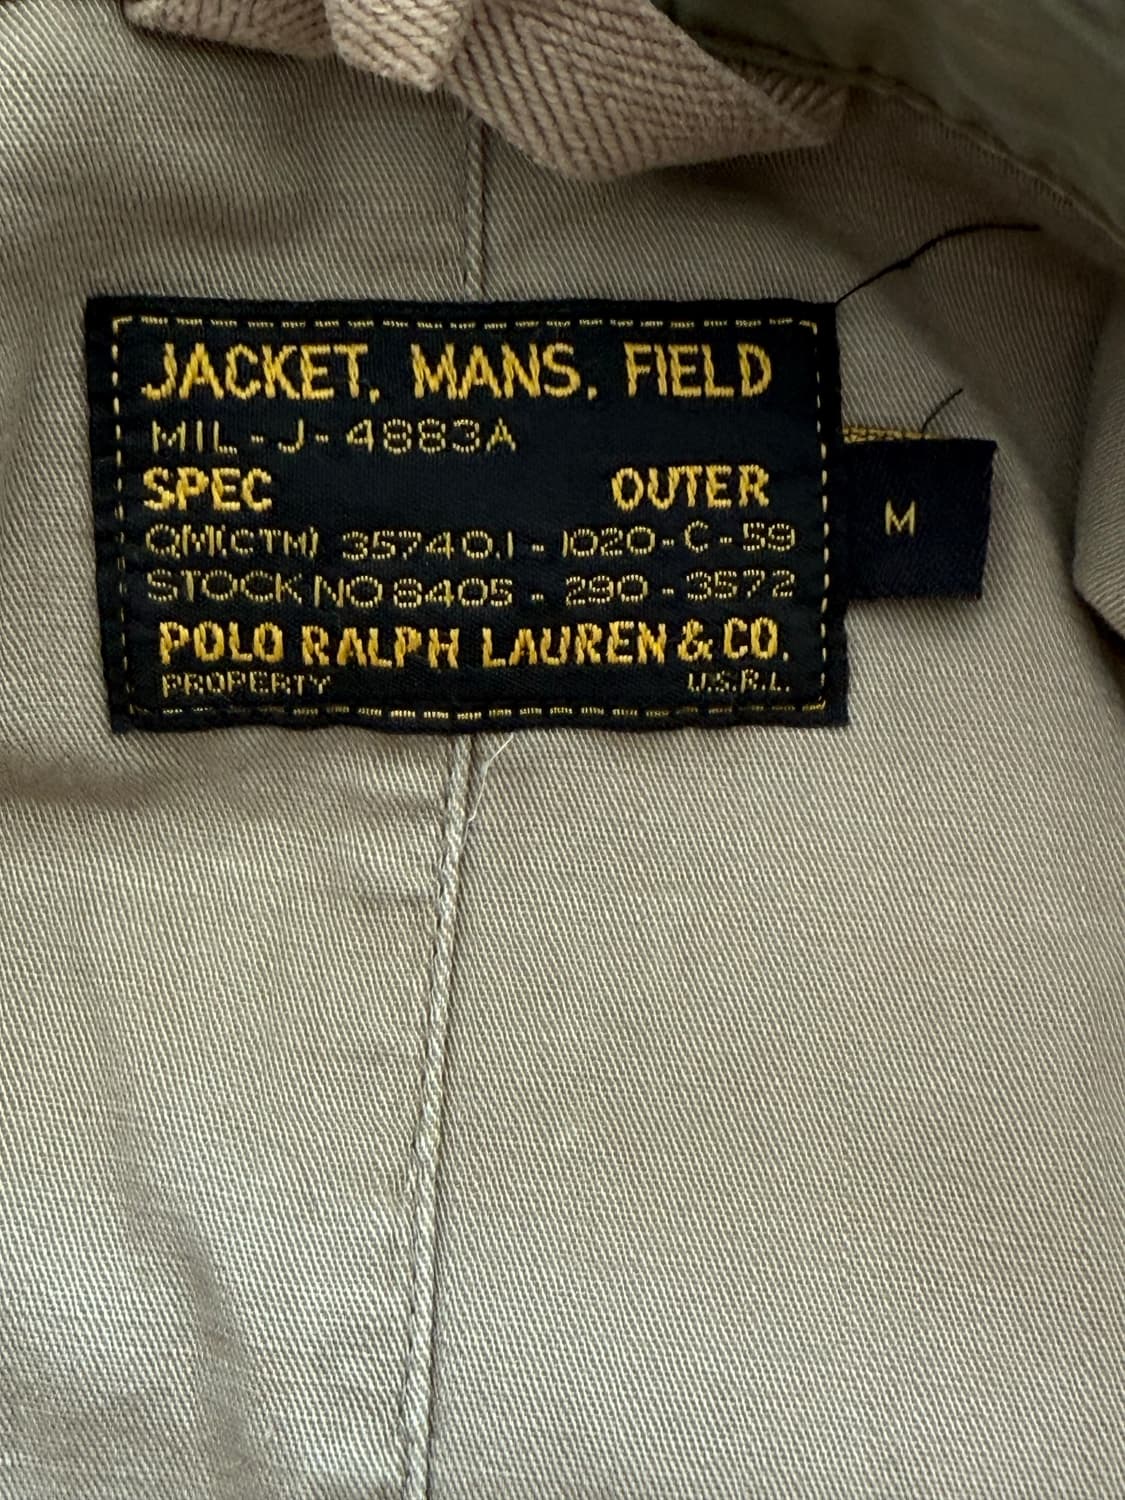 JACKET, MANS, FIELD
MIL-J-4883A
SPEC OUTER
QM(CTM) 35740.1-1020-C-59
STOCK NO 8405-290-3572
POLO RALPH LAUREN & CO.
PROPERTY U.S.R.L.
M